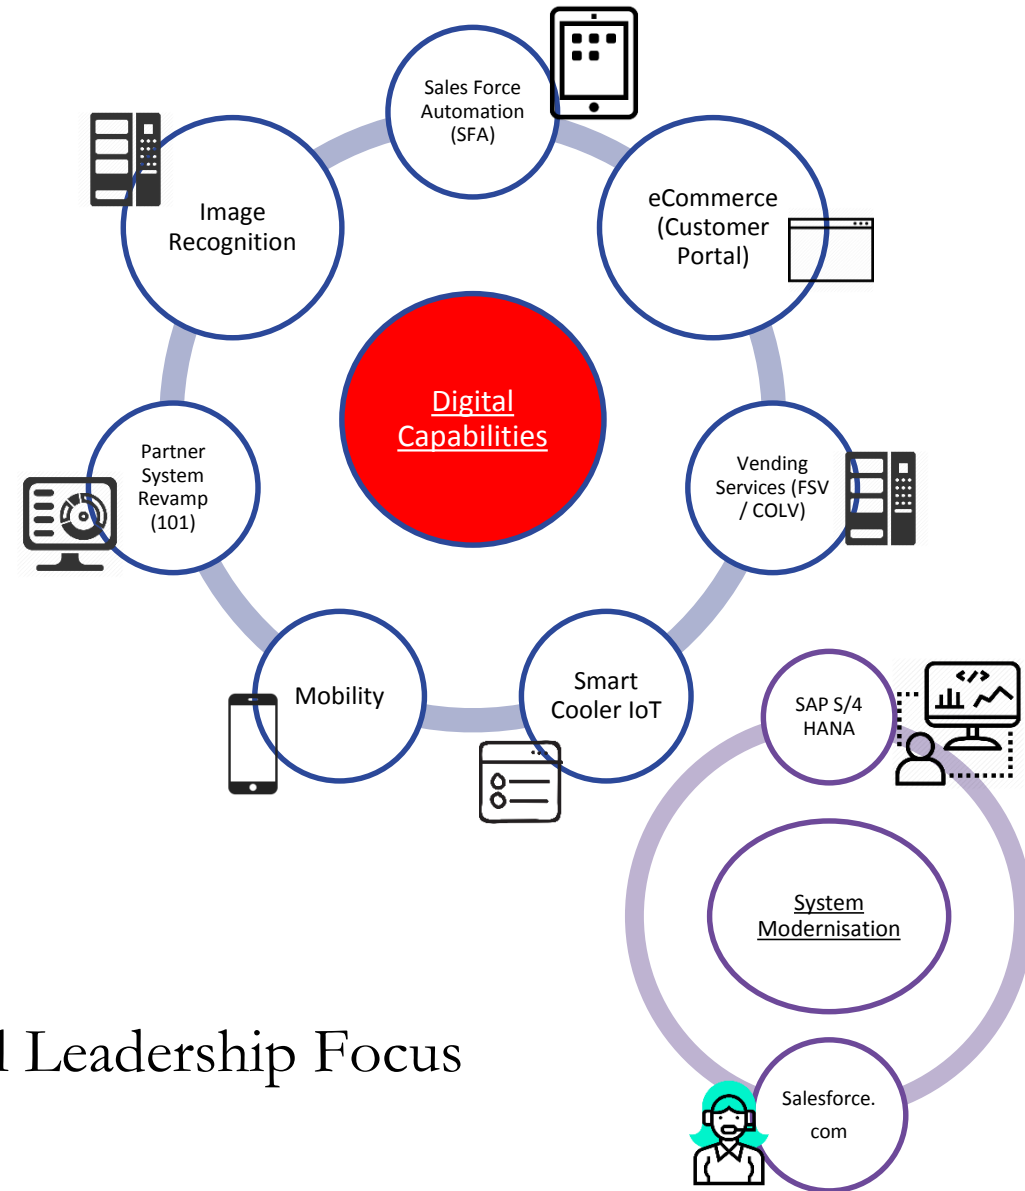 Sales Force
Automation
(SFA)
eCommerce
(Customer
Portal)
Image
Recognition
Digital
Capabilities
Partner
System
Revamp
(101)
Vending
Services (FSV
/ COLV)
Mobility
Smart
Cooler IoT
SAP S/4
HANA
</>
System
Modernisation
l Leadership Focus
Salesforce.
com